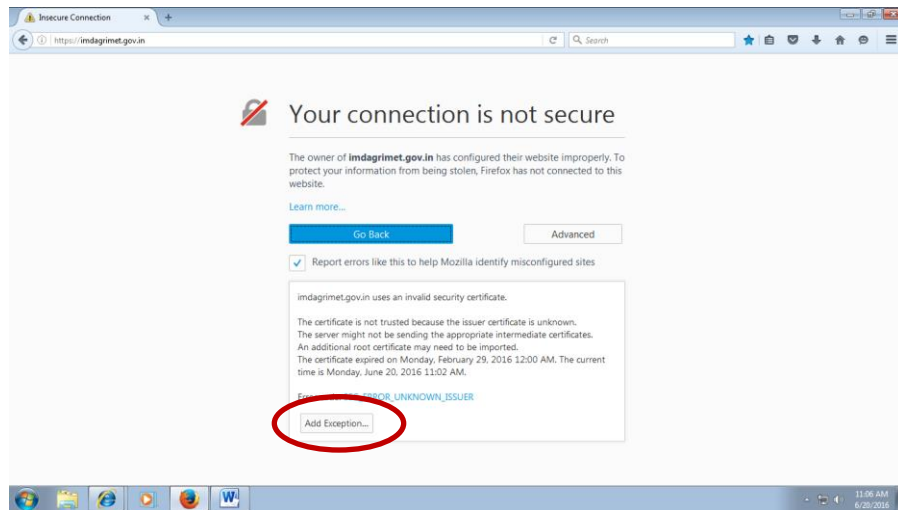 Insecure Connection
https://imdagrimet.gov.in
Search
Your connection is not secure
The owner of imdagrimet.gov.in has configured their website improperly. To
protect your information from being stolen, Firefox has not connected to this
website.
Learn more...
Go Back
Advanced
Report errors like this to help Mozilla identify misconfigured sites
imdagrimet.gov.in uses an invalid security certificate.
The certificate is not trusted because the issuer certificate is unknown.
The server might not be sending the appropriate intermediate certificates.
An additional root certificate may need to be imported.
The certificate expired on Monday, February 29, 2016 12:00 AM. The current
time is Monday, June 20, 2016 11:02 AM.
ERROR_UNKNOWN_ISSUER
Add Exception...
W
11:06 AM
6/20/2016